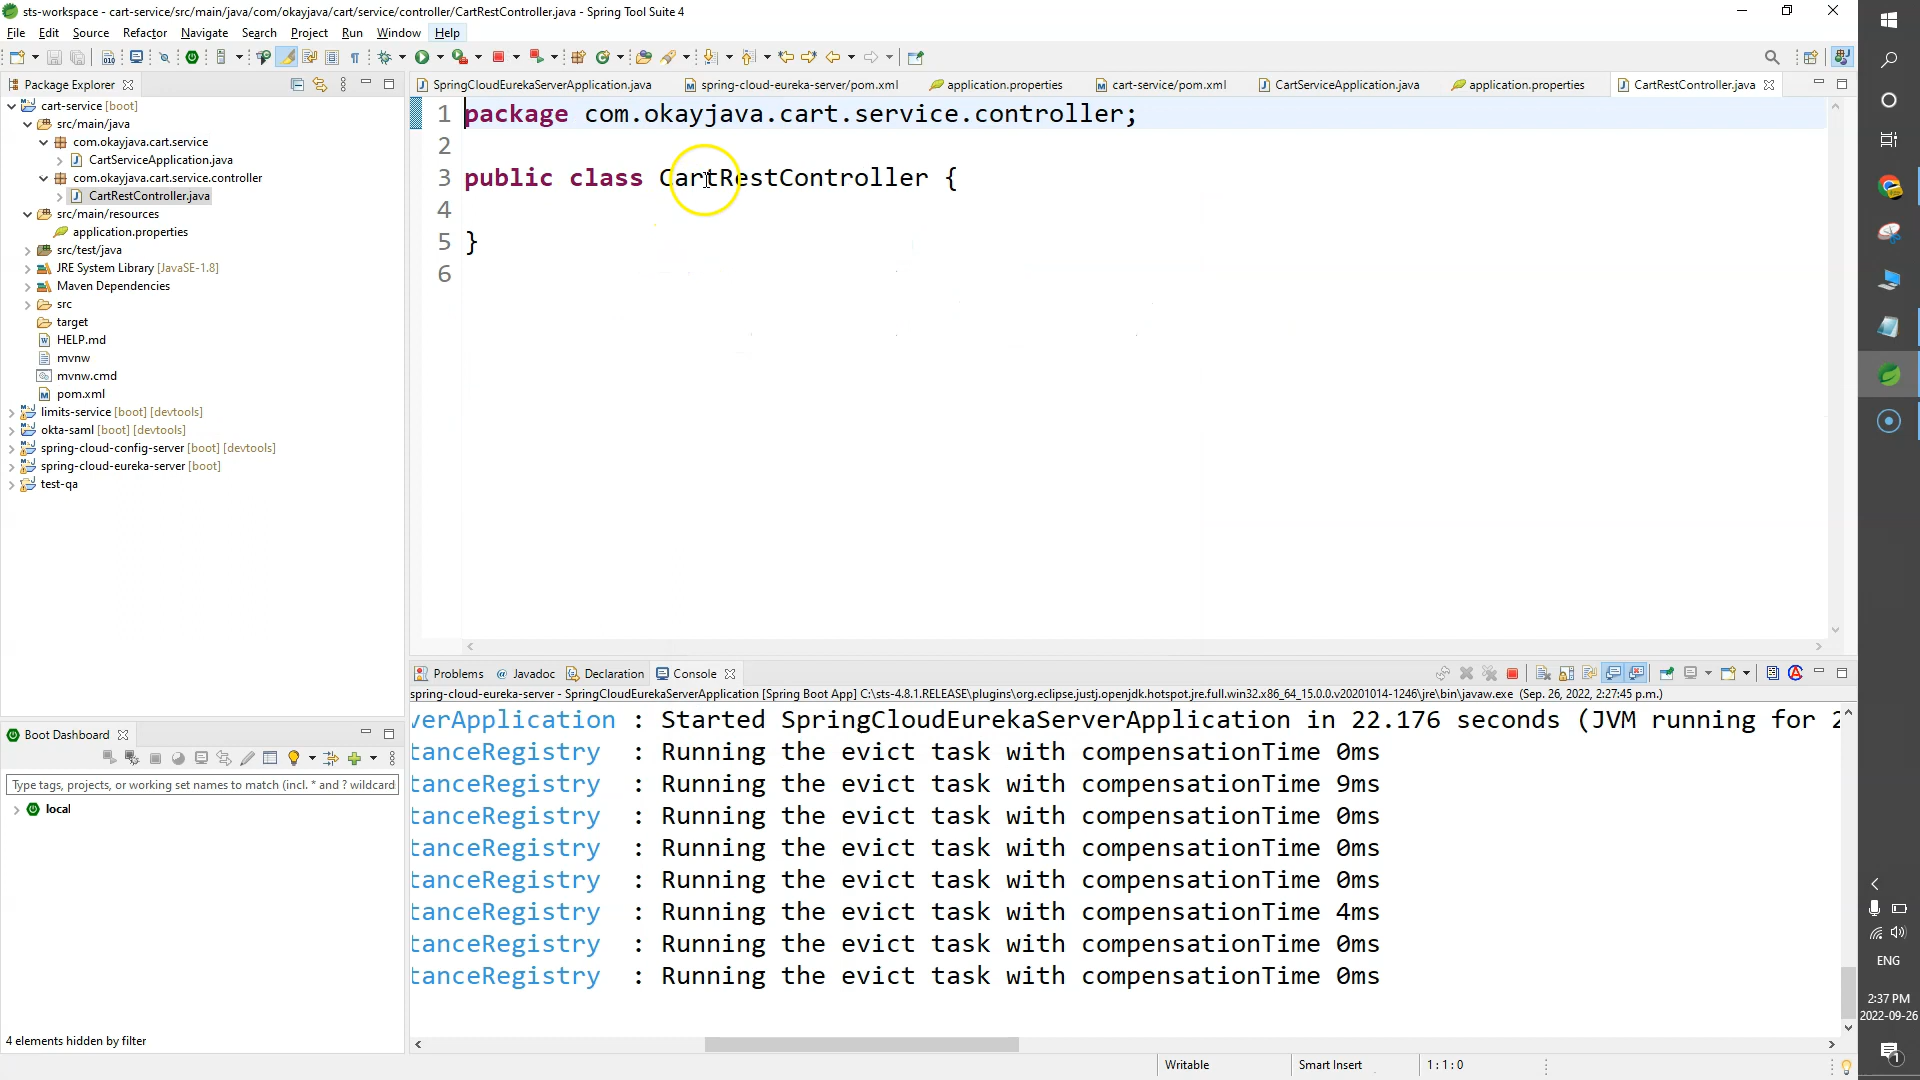 sts-workspace - cart-service/src/main/java/com/okayjava/cart/service/controller/CartRestController.java - Spring Tool Suite 4
File Edit Source Refactor Navigate Search Project Run Window Help
Package Explorer
SpringCloudEurekaServerApplication.java
spring-cloud-eureka-server/pom.xml
application.properties
cart-service/pom.xml
CartServiceApplication.java
application.properties
CartRestController.java
cart-service [boot]
src/main/java
com.okayjava.cart.service
CartServiceApplication.java
com.okayjava.cart.service.controller
CartRestController.java
src/main/resources
application.properties
src/test/java
JRE System Library [JavaSE-1.8]
Maven Dependencies
src
target
HELP.md
mvnw
mvnw.cmd
pom.xml
limits-service [boot] [devtools]
okta-saml [boot] [devtools]
spring-cloud-config-server [boot] [devtools]
spring-cloud-eureka-server [boot]
test-qa
1 package com.okayjava.cart.service.controller;
2
3 public class CartRestController {
4
5 }
6
Problems @ Javadoc Declaration Console
spring-cloud-eureka-server - SpringCloudEurekaServerApplication [Spring Boot App] C:\sts-4.8.1.RELEASE\plugins\org.eclipse.justj.openjdk.hotspot.jre.full.win32.x86_64_15.0.0.v20201014-1246\jre\bin\javaw.exe (Sep. 26, 2022, 2:27:45 p.m.)
verApplication : Started SpringCloudEurekaServerApplication in 22.176 seconds (JVM running for 2
tanceRegistry : Running the evict task with compensationTime 0ms
tanceRegistry : Running the evict task with compensationTime 9ms
tanceRegistry : Running the evict task with compensationTime 0ms
tanceRegistry : Running the evict task with compensationTime 0ms
tanceRegistry : Running the evict task with compensationTime 0ms
tanceRegistry : Running the evict task with compensationTime 4ms
tanceRegistry : Running the evict task with compensationTime 0ms
tanceRegistry : Running the evict task with compensationTime 0ms
Boot Dashboard
Type tags, projects, or working set names to match (incl. * and ? wildcard
local
4 elements hidden by filter
Writable
Smart Insert
1 : 1 : 0
ENG
2:37 PM
2022-09-26
1